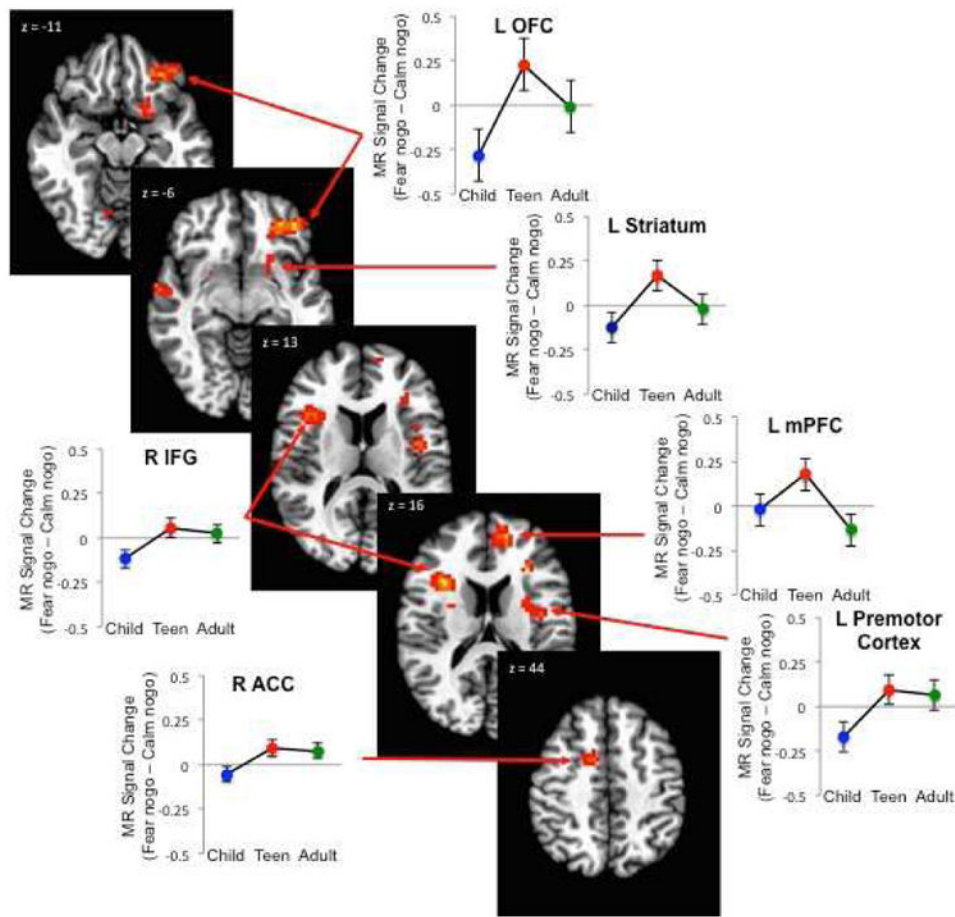 z = -11
L OFC
MR Signal Change
(Fear nogo – Calm nogo)
0.5
0.25
0
-0.25
-0.5
Child Teen Adult
z = -6
L Striatum
MR Signal Change
(Fear nogo – Calm nogo)
0.5
0.25
0
-0.25
-0.5
Child Teen Adult
z = 13
R IFG
MR Signal Change
(Fear nogo – Calm nogo)
0.5
0.25
0
-0.25
-0.5
Child Teen Adult
L mPFC
MR Signal Change
(Fear nogo – Calm nogo)
0.5
0.25
0
-0.25
-0.5
Child Teen Adult
z = 16
L Premotor
Cortex
MR Signal Change
(Fear nogo – Calm nogo)
0.5
0.25
0
-0.25
-0.5
Child Teen Adult
R ACC
MR Signal Change
(Fear nogo – Calm nogo)
0.5
0.25
0
-0.25
-0.5
Child Teen Adult
z = 44